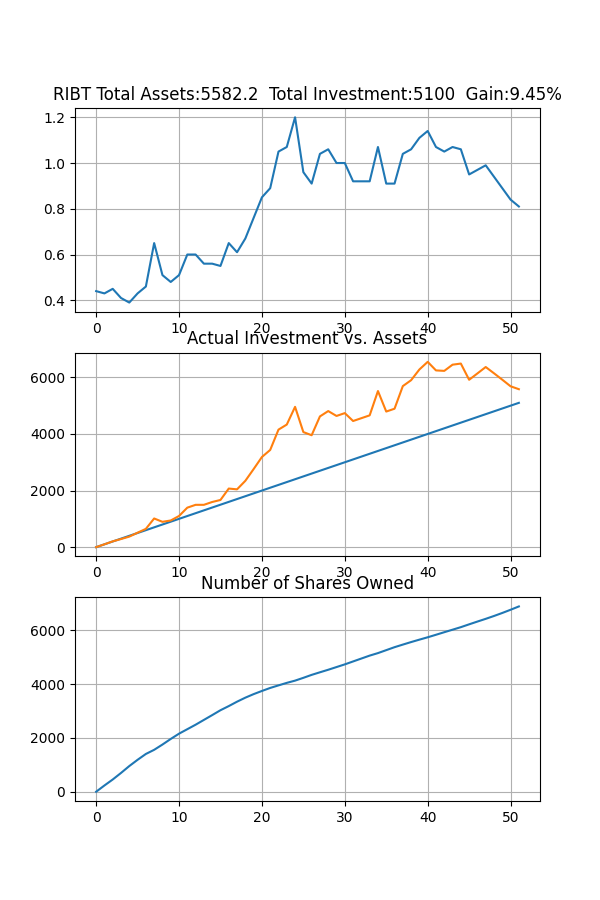 RIBT Total Assets:5582.2  Total Investment:5100  Gain:9.45%
1.2
1.0
0.8
0.6
0.4
0 10 20 30 40 50
Actual Investment vs. Assets
6000
4000
2000
0
0 10 20 30 40 50
Number of Shares Owned
6000
4000
2000
0
0 10 20 30 40 50